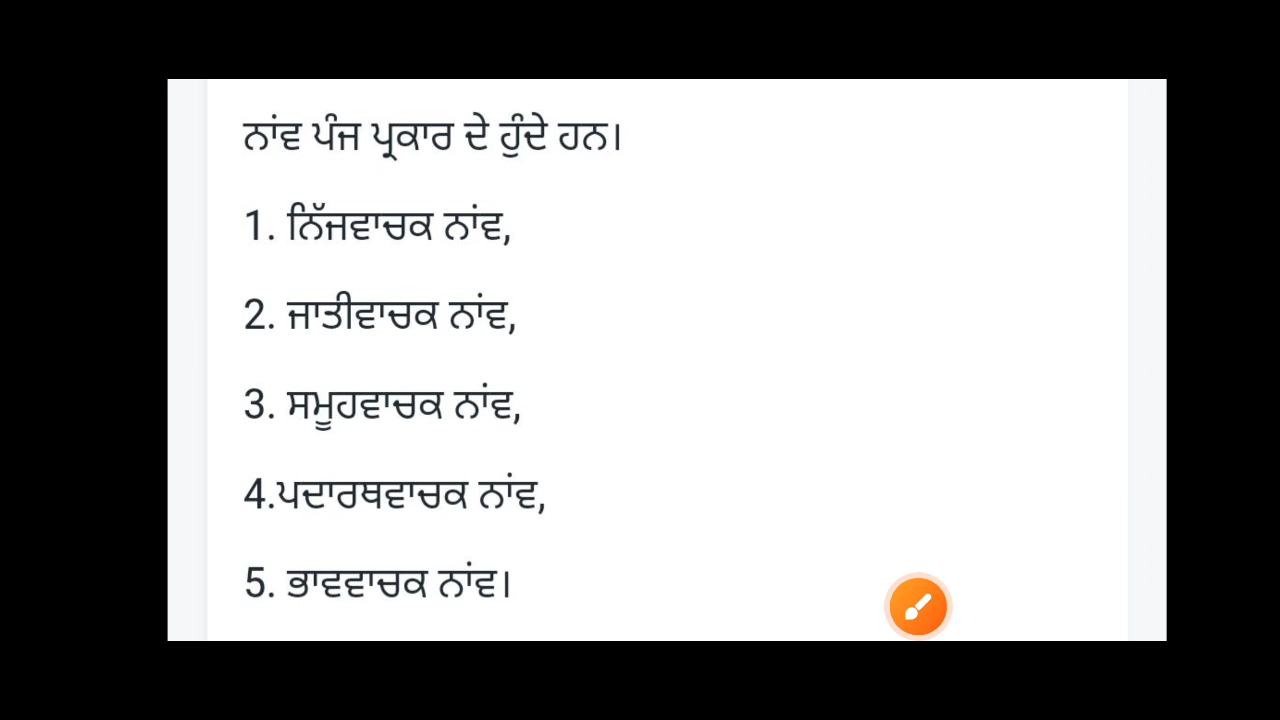 ਨਾਂਵ ਪੰਜ ਪ੍ਰਕਾਰ ਦੇ ਹੁੰਦੇ ਹਨ।
1. ਨਿੱਜਵਾਚਕ ਨਾਂਵ,
2. ਜਾਤੀਵਾਚਕ ਨਾਂਵ,
3. ਸਮੂਹਵਾਚਕ ਨਾਂਵ,
4.ਪਦਾਰਥਵਾਚਕ ਨਾਂਵ,
5. ਭਾਵਵਾਚਕ ਨਾਂਵ।